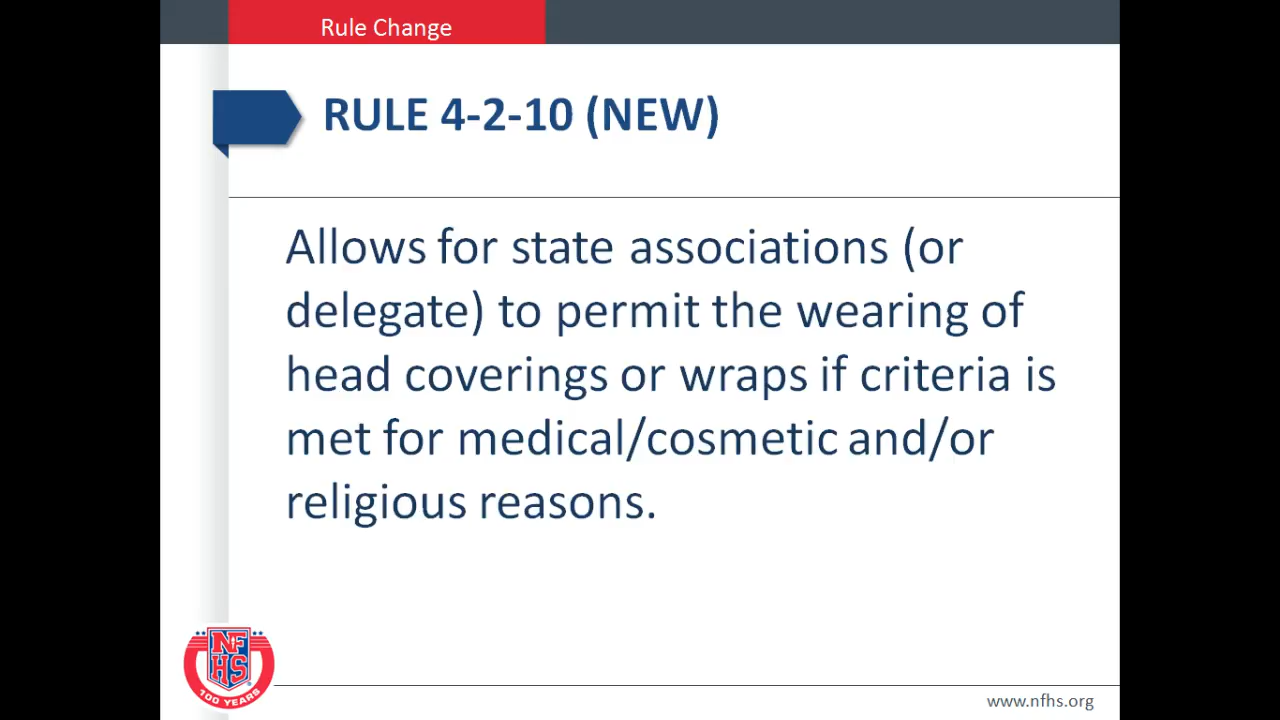 Rule Change
RULE 4-2-10 (NEW)
Allows for state associations (or
delegate) to permit the wearing of
head coverings or wraps if criteria is
met for medical/cosmetic and/or
religious reasons.
NFHS
100 YEARS
www.nfhs.org